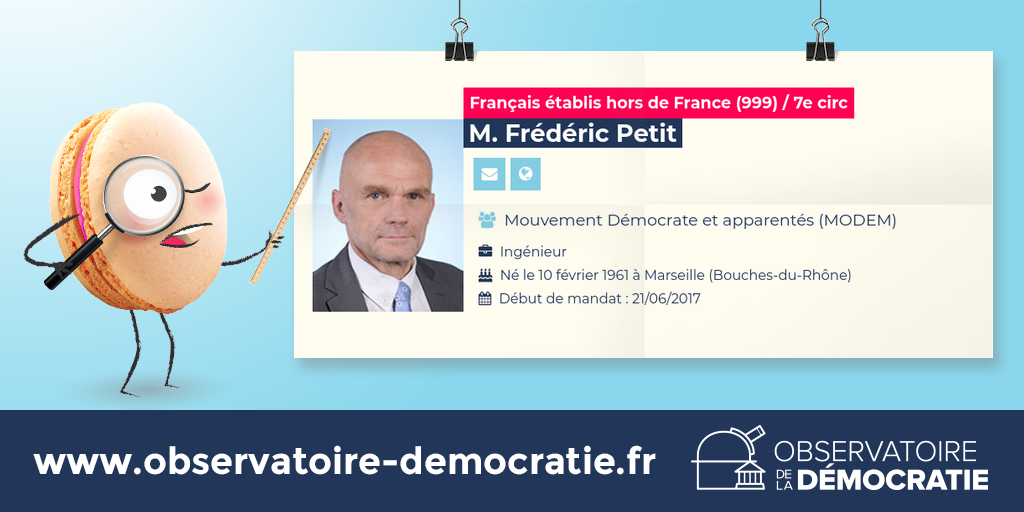 Français établis hors de France (999) / 7e circ
M. Frédéric Petit
Mouvement Démocrate et apparentés (MODEM)
Ingénieur
Né le 10 février 1961 à Marseille (Bouches-du-Rhône)
Début de mandat : 21/06/2017
www.observatoire-democratie.fr
OBSERVATOIRE
DE LA DÉMOCRATIE